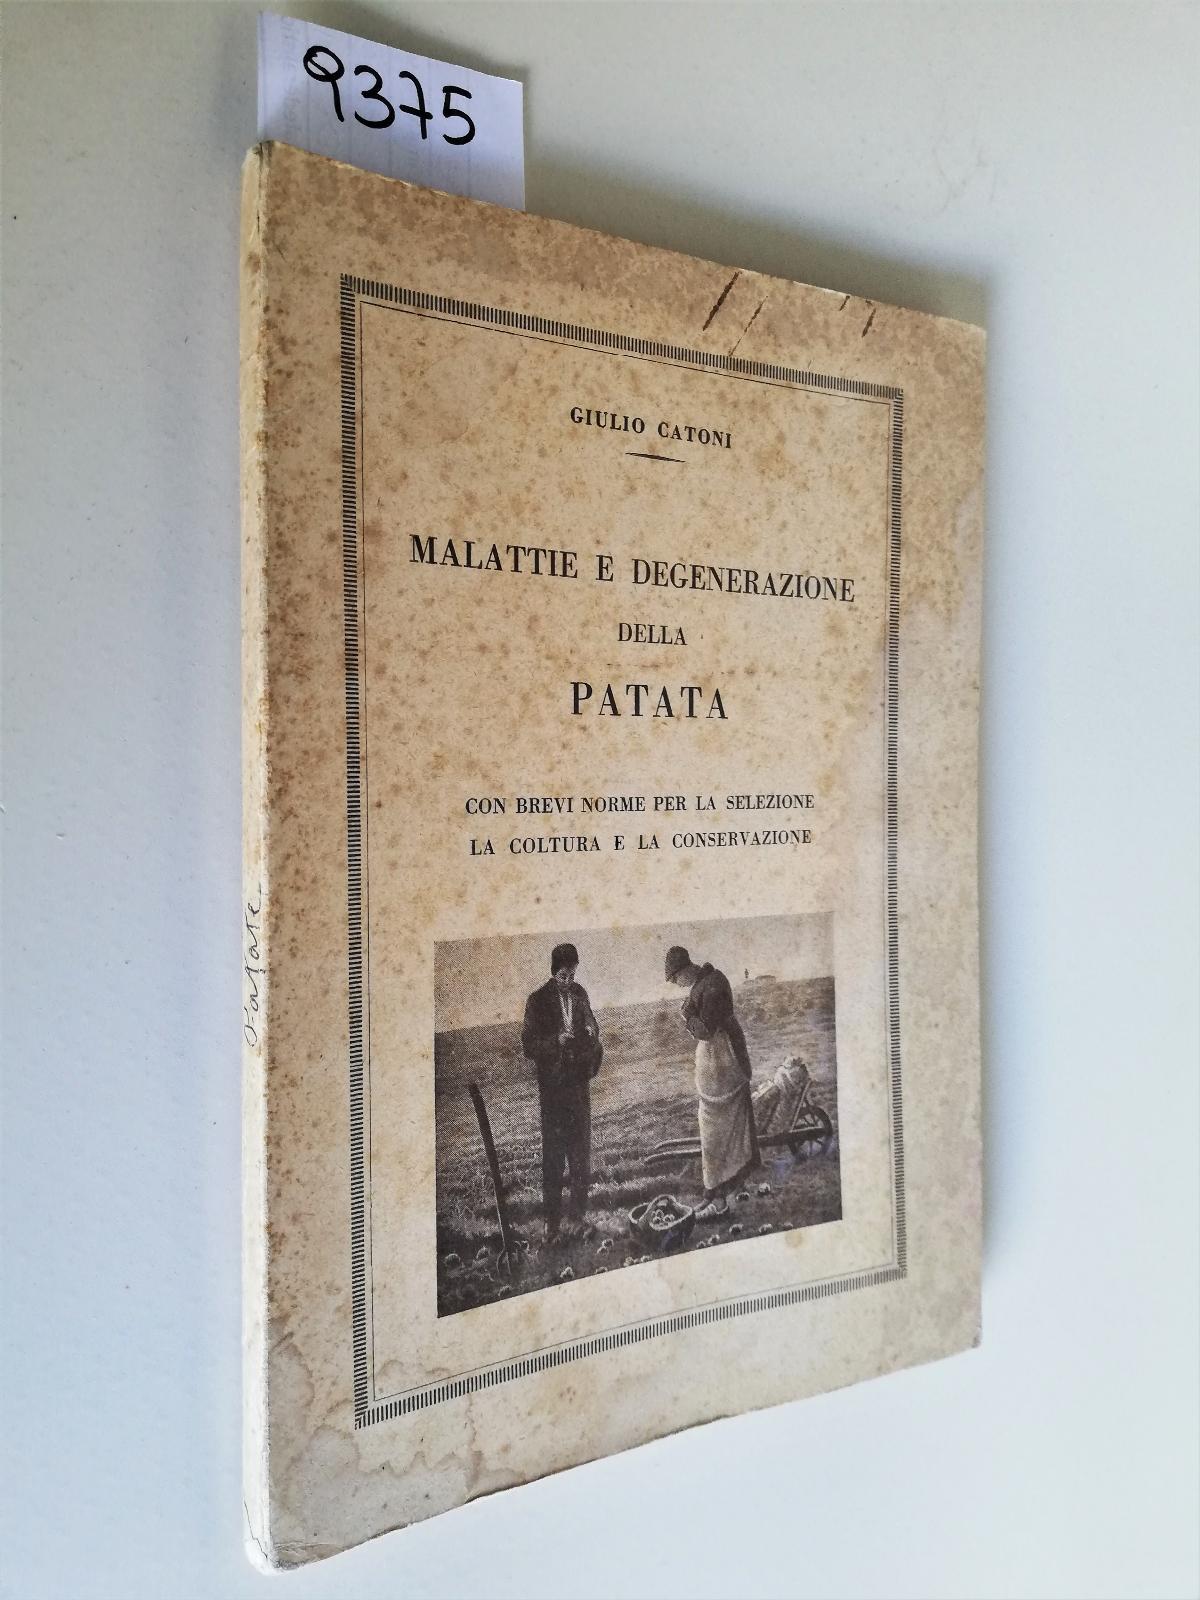 9375
GIULIO CATONI
MALATTIE E DEGENERAZIONE
DELLA
PATATA
CON BREVI NORME PER LA SELEZIONE
LA COLTURA E LA CONSERVAZIONE
Patate